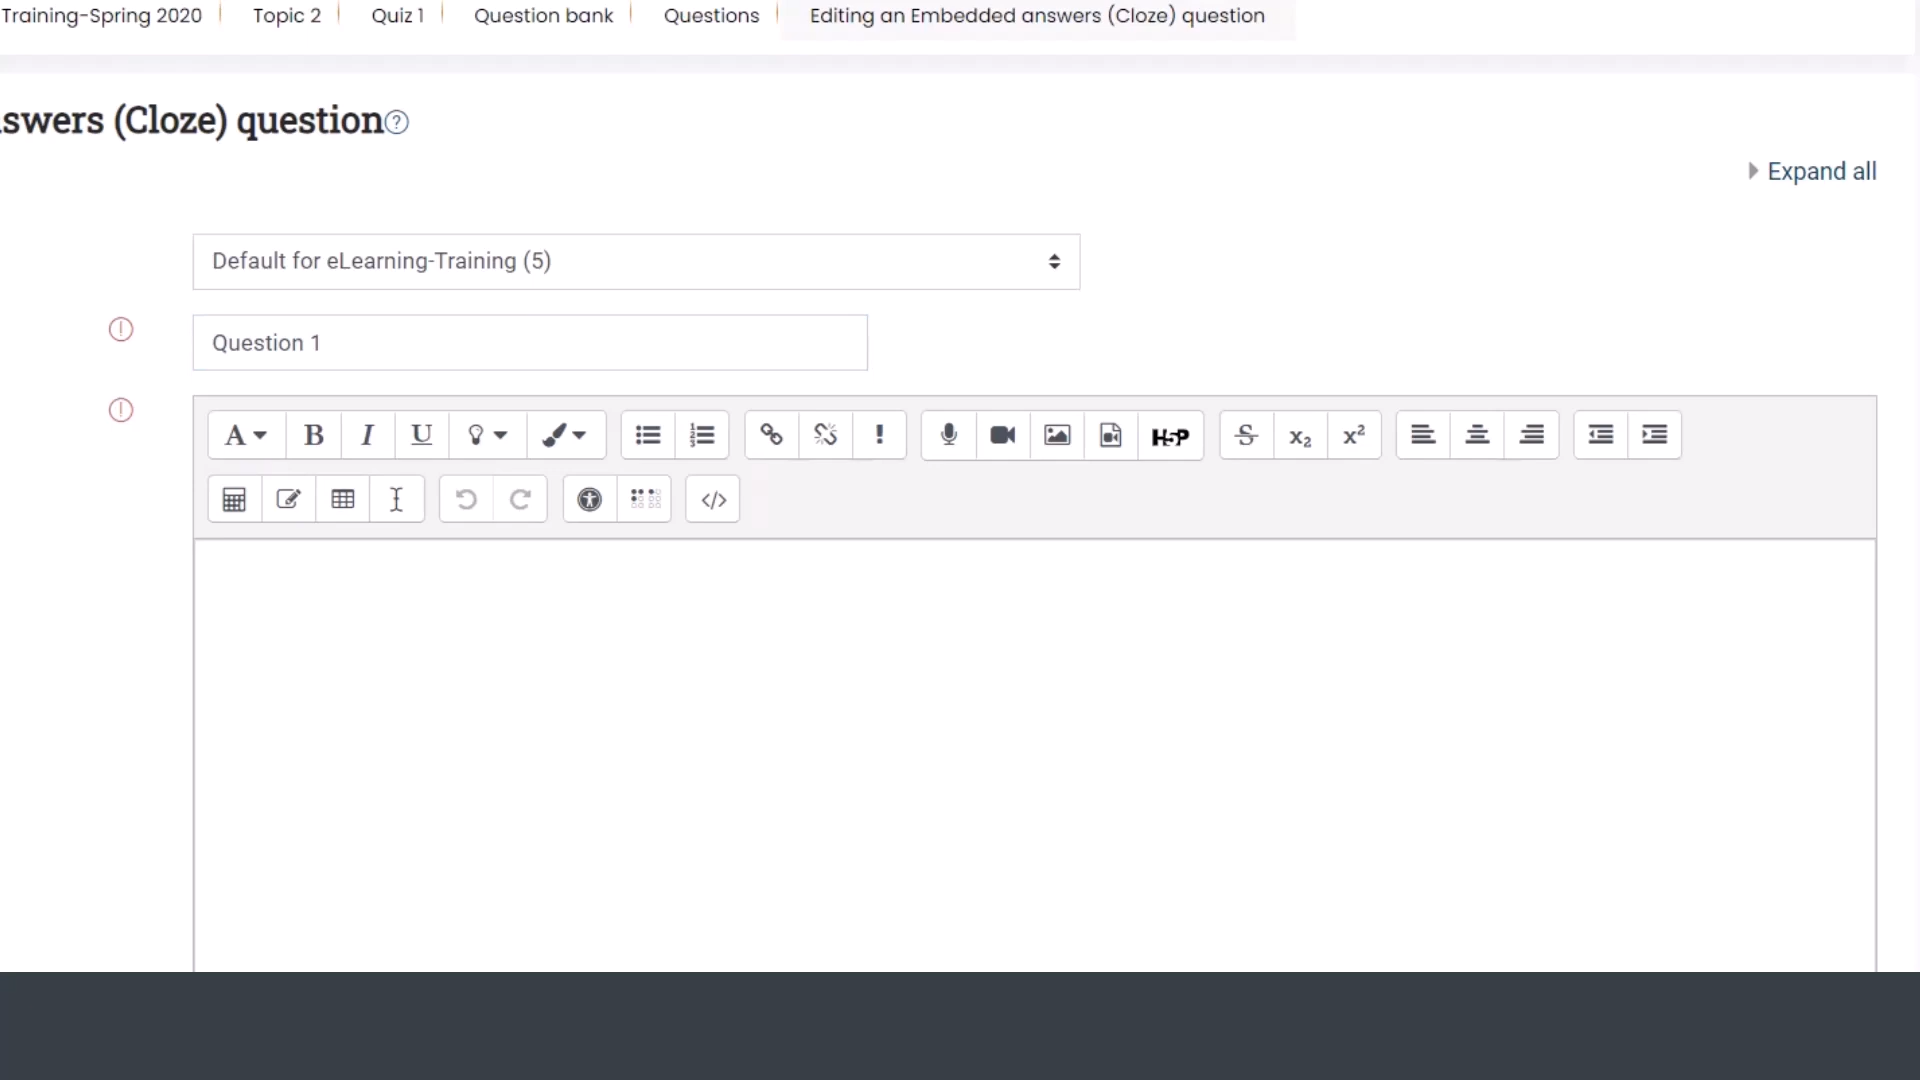 Training-Spring 2020 Topic 2 Quiz 1 Question bank Questions Editing an Embedded answers (Cloze) question
swers (Cloze) question
Expand all
Default for eLearning-Training (5)
Question 1
A B I U H5P S x₂ x²